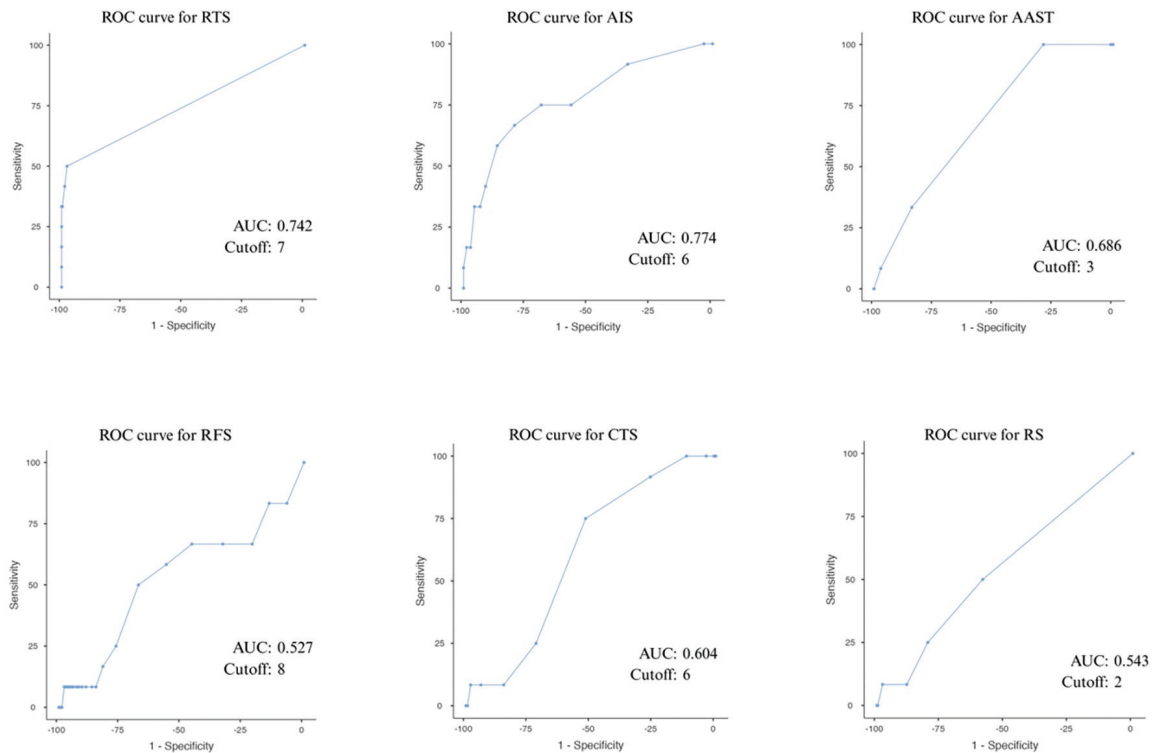 ROC curve for RTS
100
75
50
25
0
Sensitivity
-100 -75 -50 -25 0
1 - Specificity
AUC: 0.742
Cutoff: 7
ROC curve for AIS
100
75
50
25
0
Sensitivity
-100 -75 -50 -25 0
1 - Specificity
AUC: 0.774
Cutoff: 6
ROC curve for AAST
100
75
50
25
0
Sensitivity
-100 -75 -50 -25 0
1 - Specificity
AUC: 0.686
Cutoff: 3
ROC curve for RFS
100
75
50
25
0
Sensitivity
-100 -75 -50 -25 0
1 - Specificity
AUC: 0.527
Cutoff: 8
ROC curve for CTS
100
75
50
25
0
Sensitivity
-100 -75 -50 -25 0
1 - Specificity
AUC: 0.604
Cutoff: 6
ROC curve for RS
100
75
50
25
0
Sensitivity
-100 -75 -50 -25 0
1 - Specificity
AUC: 0.543
Cutoff: 2